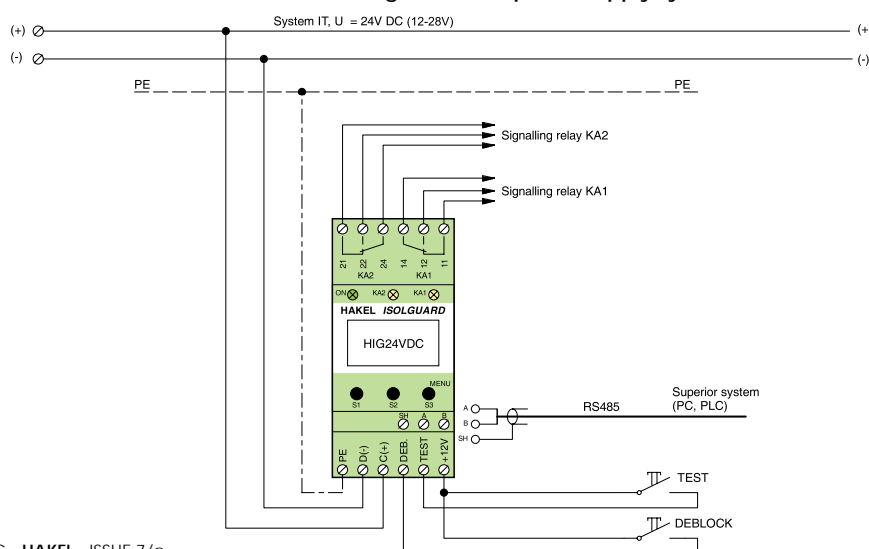 System IT, U = 24V DC (12-28V)
(+) (+
(-) (-)
PE PE
Signalling relay KA2
Signalling relay KA1
21 22 24 14 12 11
KA2 KA1
ON KA2 KA1
HAKEL ISOLGUARD
HIG24VDC
MENU
S1 S2 S3
SH A B
A
B
SH
RS485
Superior system
(PC, PLC)
PE D(-) C(+) DEB. TEST +12V
TEST
DEBLOCK
HAKEL ISSUE 7/